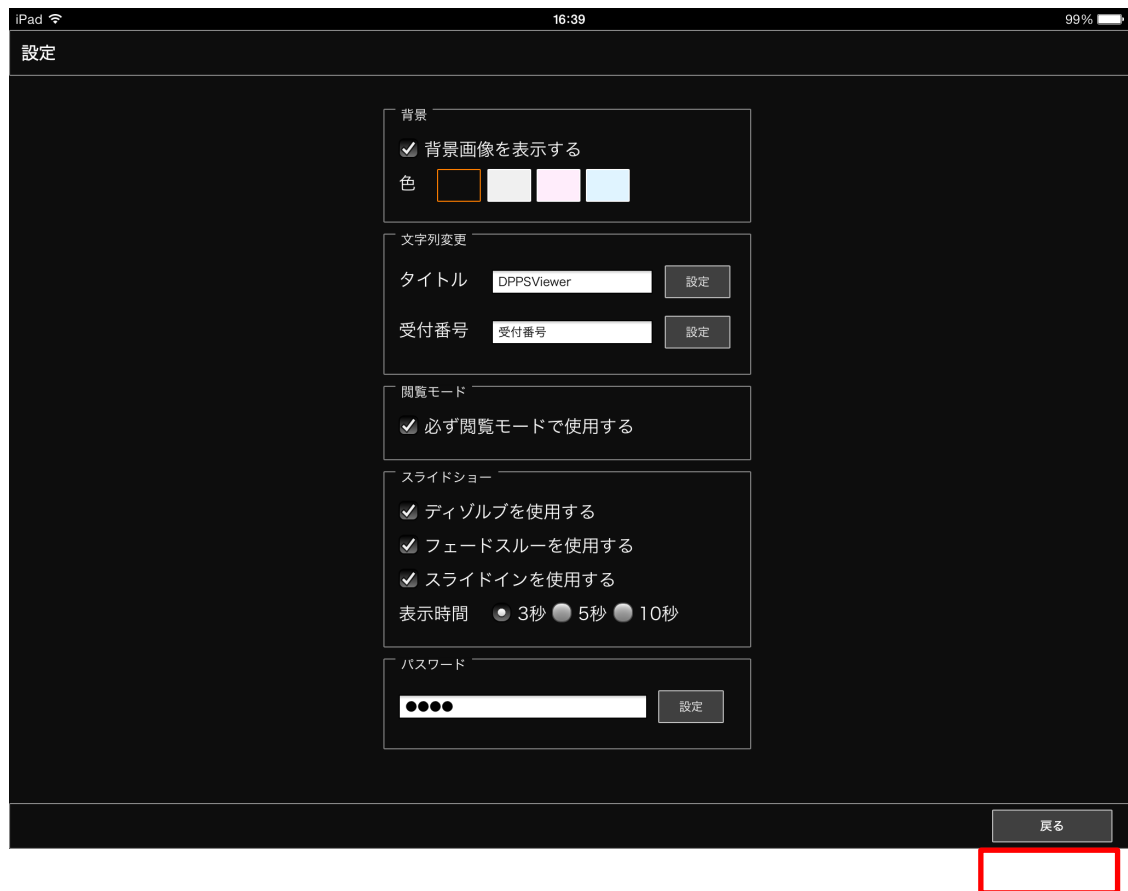 iPad 16:39 99%
設定
背景
背景画像を表示する
色
文字列変更
タイトル DPPSViewer 設定
受付番号 受付番号 設定
閲覧モード
必ず閲覧モードで使用する
スライドショー
ディゾルブを使用する
フェードスルーを使用する
スライドインを使用する
表示時間 3秒 5秒 10秒
パスワード
●●●● 設定
戻る